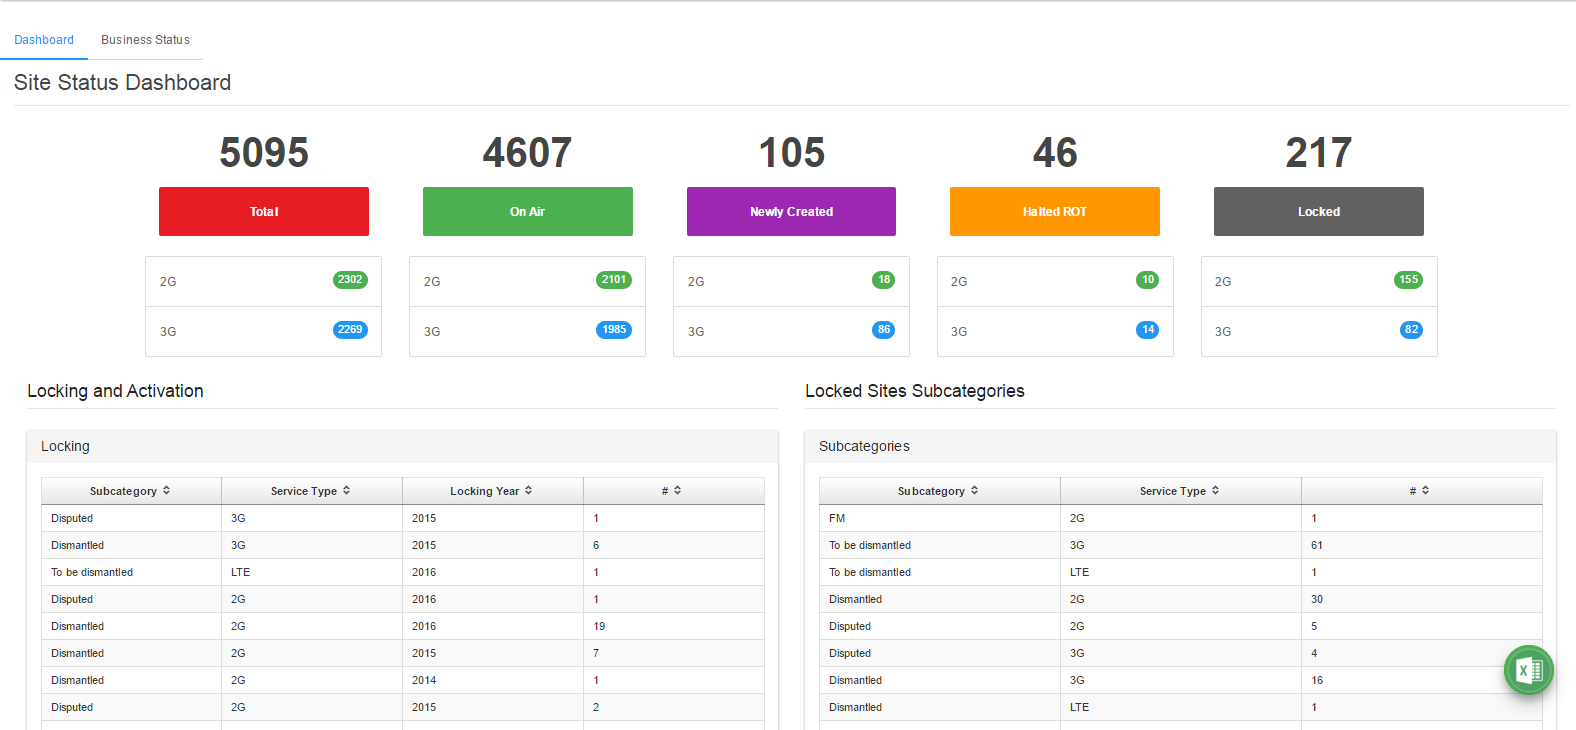 Dashboard Business Status
Site Status Dashboard
5095 4607 105 46 217
Total On Air Newly Created Halted ROT Locked
2G 2302 2G 2101 2G 18 2G 10 2G 155
3G 2269 3G 1985 3G 86 3G 14 3G 82
Locking and Activation
Locking
Subcategory Service Type Locking Year #
Disputed 3G 2015 1
Dismantled 3G 2015 6
To be dismantled LTE 2016 1
Disputed 2G 2016 1
Dismantled 2G 2016 19
Dismantled 2G 2015 7
Dismantled 2G 2014 1
Disputed 2G 2015 2
Locked Sites Subcategories
Subcategories
Subcategory Service Type #
FM 2G 1
To be dismantled 3G 61
To be dismantled LTE 1
Dismantled 2G 30
Disputed 2G 5
Disputed 3G 4
Dismantled 3G 16
Dismantled LTE 1
X